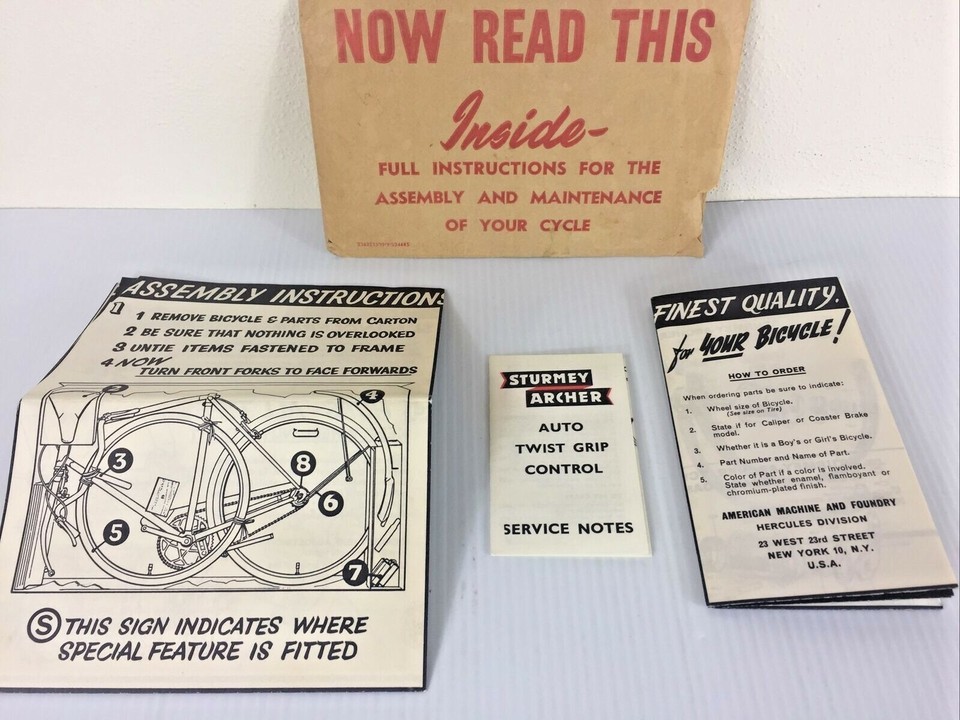 NOW READ THIS
Inside-
FULL INSTRUCTIONS FOR THE
ASSEMBLY AND MAINTENANCE
OF YOUR CYCLE
ASSEMBLY INSTRUCTIONS
1
1 REMOVE BICYCLE & PARTS FROM CARTON
2 BE SURE THAT NOTHING IS OVERLOOKED
3 UNTIE ITEMS FASTENED TO FRAME
4 NOW
TURN FRONT FORKS TO FACE FORWARDS
2
4
3
8
6
5
7
S THIS SIGN INDICATES WHERE
SPECIAL FEATURE IS FITTED
STURMEY
ARCHER
AUTO
TWIST GRIP
CONTROL
SERVICE NOTES
FINEST QUALITY.
for YOUR BICYCLE!
HOW TO ORDER
When ordering parts be sure to indicate:
1. Wheel size of Bicycle.
(See size on Tire)
2. State if for Caliper or Coaster Brake
model.
3. Whether it is a Boy's or Girl's Bicycle.
4. Part Number and Name of Part.
5. Color of Part if a color is involved.
State whether enamel, flamboyant or
chromium-plated finish.
AMERICAN MACHINE AND FOUNDRY
HERCULES DIVISION
23 WEST 23rd STREET
NEW YORK 10, N.Y.
U.S.A.